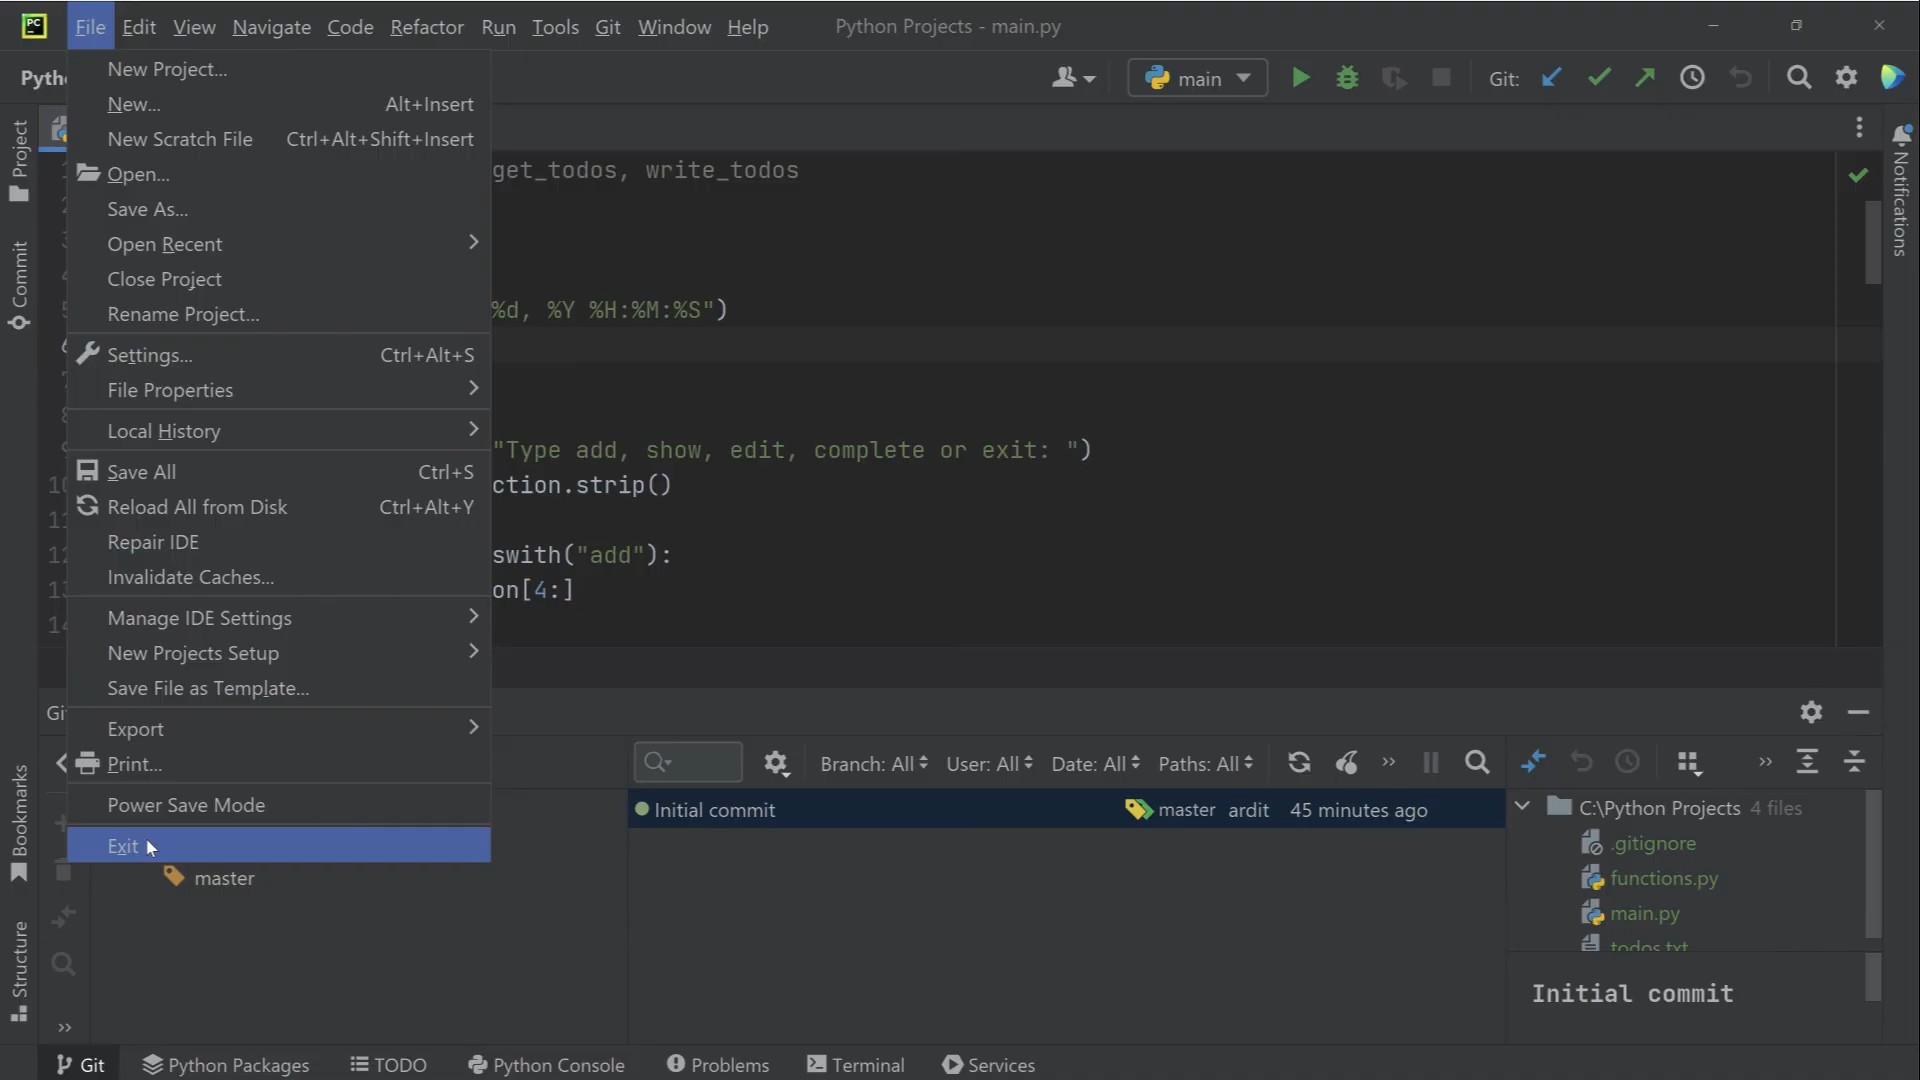 PC
File Edit View Navigate Code Refactor Run Tools Git Window Help Python Projects - main.py
main Git:
New Project...
New... Alt+Insert
New Scratch File Ctrl+Alt+Shift+Insert
Open...
Save As...
Open Recent
Close Project
Rename Project...
Settings... Ctrl+Alt+S
File Properties
Local History
Save All Ctrl+S
Reload All from Disk Ctrl+Alt+Y
Repair IDE
Invalidate Caches...
Manage IDE Settings
New Projects Setup
Save File as Template...
Export
Print...
Power Save Mode
Exit
Project
Commit
Bookmarks
Structure
Notifications
get_todos, write_todos
%d, %Y %H:%M:%S")
"Type add, show, edit, complete or exit: ")
ction.strip()
swith("add"):
on[4:]
Branch: All User: All Date: All Paths: All
Initial commit master ardit 45 minutes ago
master
C:\Python Projects 4 files
.gitignore
functions.py
main.py
todos.txt
Initial commit
Git Python Packages TODO Python Console Problems Terminal Services